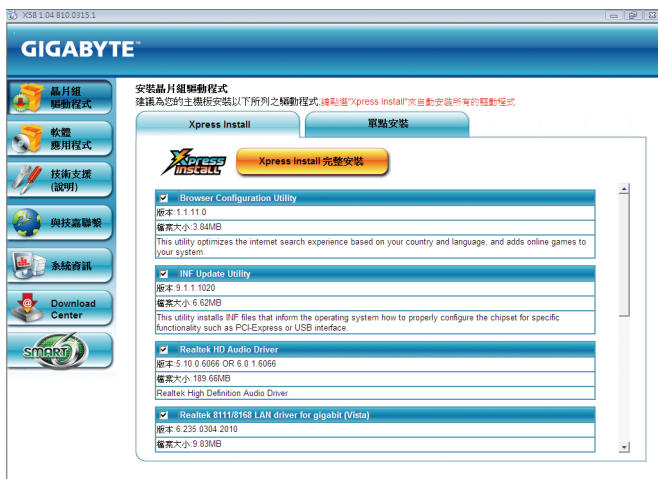 X58 1.04 B10.0315.1
GIGABYTE™
晶片組
驅動程式
軟體
應用程式
技術支援
(說明)
與技嘉聯繫
系統資訊
Download
Center
SMART
安裝晶片組驅動程式
建議為您的主機板安裝以下所列之驅動程式,請點選"Xpress Install"來自動安裝所有的驅動程式
Xpress Install
單點安裝
Xpress
Install
Xpress Install 完整安裝
Browser Configuration Utility
版本:1.1.11.0
檔案大小:3.84MB
This utility optimizes the internet search experience based on your country and language, and adds online games to
your system.
INF Update Utility
版本:9.1.1.1020
檔案大小:6.62MB
This utility installs INF files that inform the operating system how to properly configure the chipset for specific
functionality such as PCI-Express or USB interface.
Realtek HD Audio Driver
版本:5.10.0.6066 OR 6.0.1.6066
檔案大小:189.66MB
Realtek High Definition Audio Driver
Realtek 8111/8168 LAN driver for gigabit (Vista)
版本:6.235.0304.2010
檔案大小:9.83MB